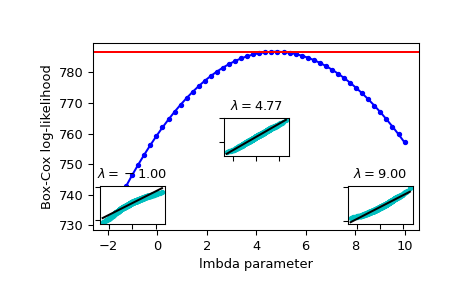 Box-Cox log-likelihood
780
770
760
750
740
730
λ = 4.77
λ = −1.00
λ = 9.00
−2
0
2
4
6
8
10
lmbda parameter